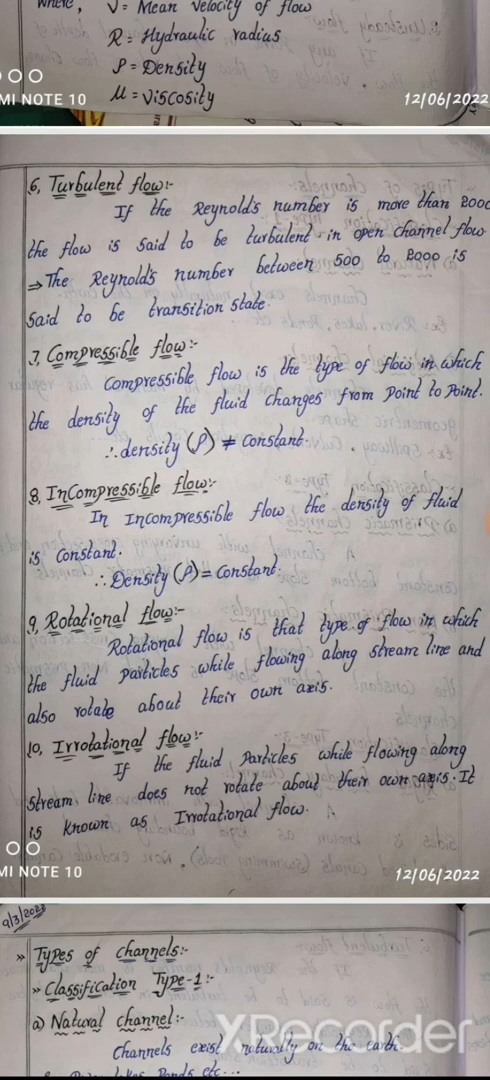 where, V = Mean velocity of flow
R = Hydraulic radius
ρ = Density
μ = viscosity
MI NOTE 10
12/06/2022
6, Turbulent flow:-
If the Reynold's number is more than 2000
the flow is said to be turbulent in open channel flow
⇒ The Reynold's number between 500 to 2000 is
said to be transition state.
7, Compressible flow:-
Compressible flow is the type of flow in which
the density of the fluid changes from point to point.
∴ density (ρ) ≠ Constant.
8, InCompressible flow:-
In Incompressible flow the density of fluid
is constant.
∴ Density (ρ) = Constant.
9, Rotational flow:-
Rotational flow is that type of flow in which
the fluid particles while flowing along stream line and
also rotate about their own axis.
10, Irrotational flow:-
If the fluid Particles while flowing along
stream line does not rotate about their own axis. It
is known as Irrotational flow.
MI NOTE 10
12/06/2022
9/3/2022
» Types of channels:-
» Classification Type-1:-
a) Natural channel:-
Channels exist naturally on the earth.
XRecorder
Ponds etc...